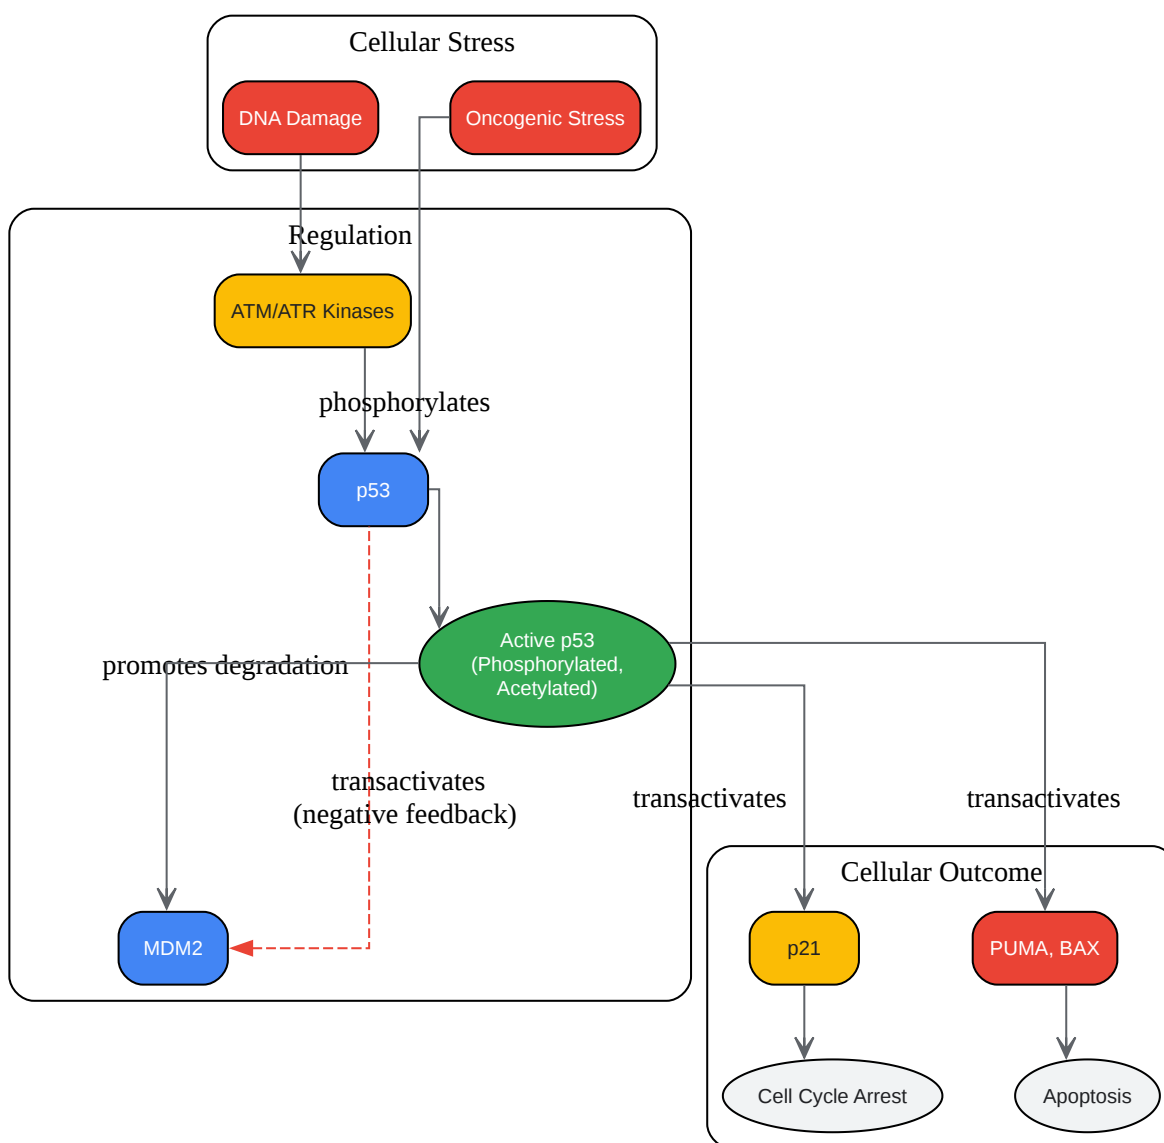 Cellular Stress
DNA Damage
Oncogenic Stress
Regulation
ATM/ATR Kinases
phosphorylates
p53
Active p53
(Phosphorylated,
Acetylated)
promotes degradation
transactivates
(negative feedback)
transactivates
transactivates
Cellular Outcome
MDM2
p21
PUMA, BAX
Cell Cycle Arrest
Apoptosis